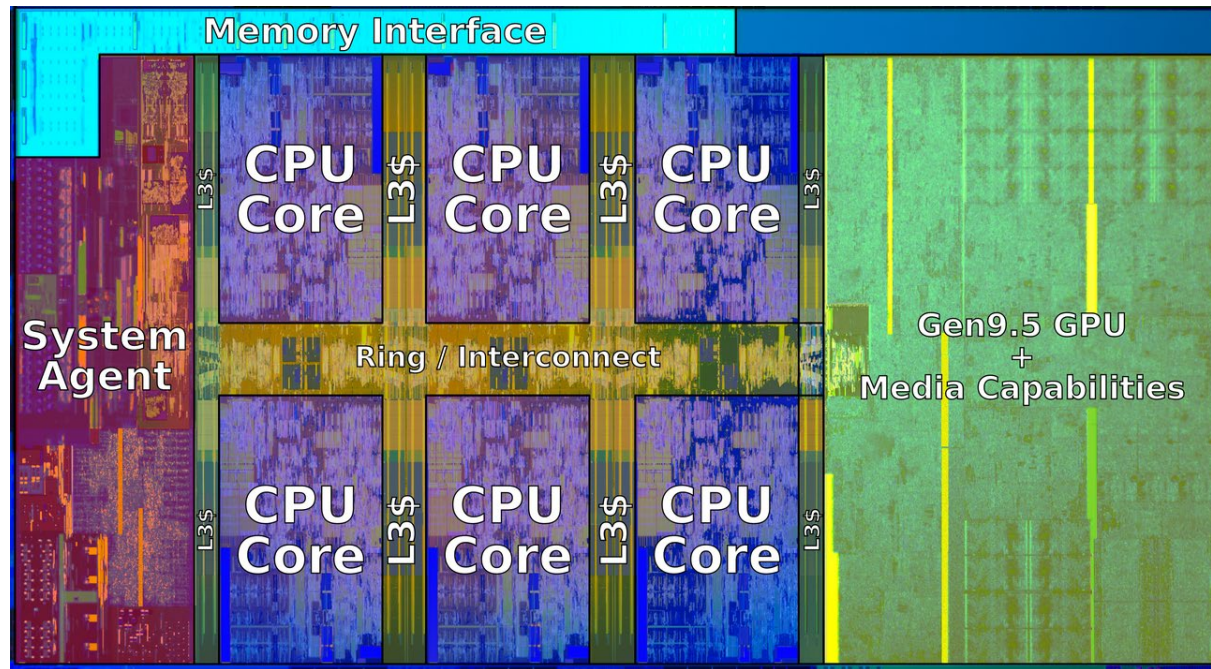 Memory Interface
L3$
CPU
Core
L3$
CPU
Core
L3$
CPU
Core
L3$
System
Agent
Ring / Interconnect
Gen9.5 GPU
+
Media Capabilities
L3$
CPU
Core
L3$
CPU
Core
L3$
CPU
Core
L3$